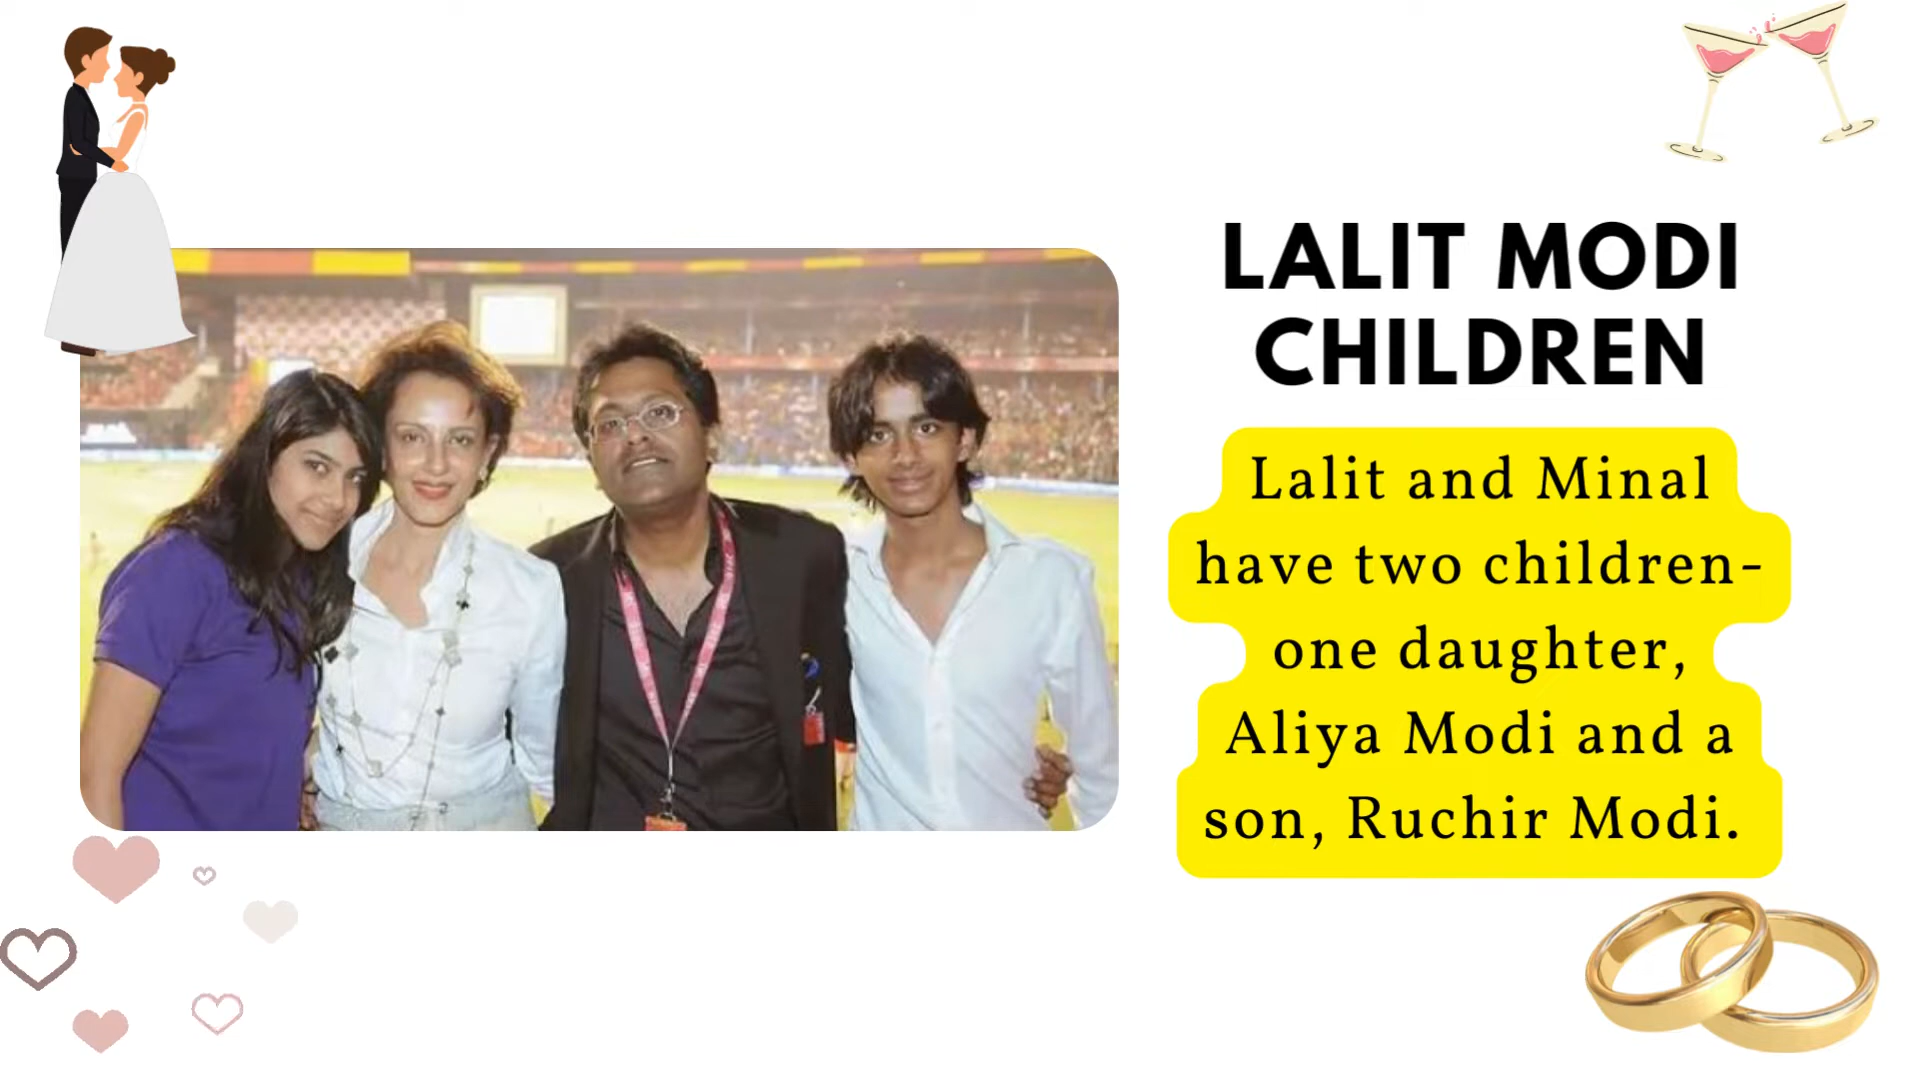 LALIT MODI
CHILDREN
Lalit and Minal
have two children-
one daughter,
Aliya Modi and a
son, Ruchir Modi.